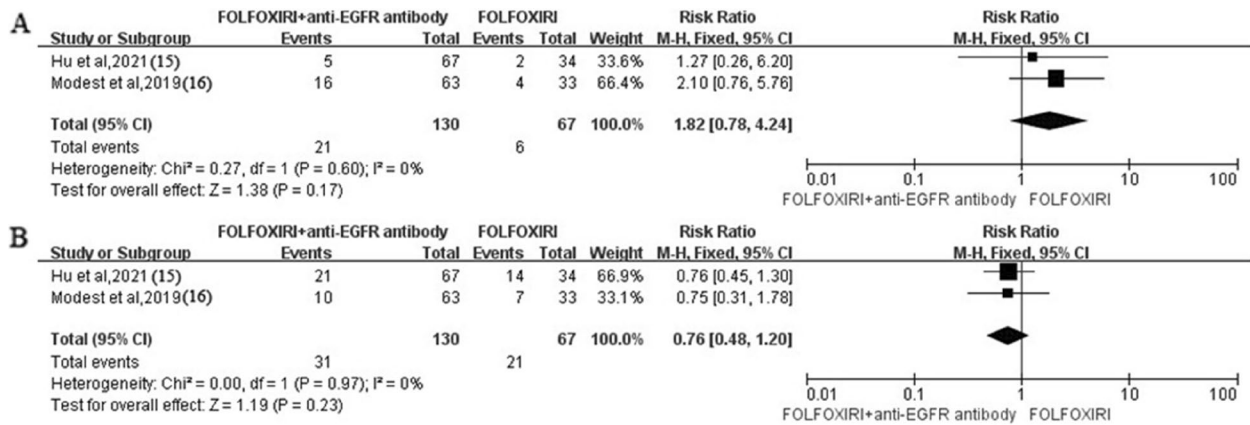 A
FOLFOXIRI+anti-EGFR antibody FOLFOXIRI Risk Ratio Risk Ratio
Study or Subgroup Events Total Events Total Weight M-H, Fixed, 95% CI M-H, Fixed, 95% CI
Hu et al,2021 (15) 5 67 2 34 33.6% 1.27 [0.26, 6.20]
Modest et al,2019 (16) 16 63 4 33 66.4% 2.10 [0.76, 5.76]
Total (95% CI) 130 67 100.0% 1.82 [0.78, 4.24]
Total events 21 6
Heterogeneity: Chi² = 0.27, df = 1 (P = 0.60); I² = 0%
Test for overall effect: Z = 1.38 (P = 0.17)
0.01 0.1 1 10 100
FOLFOXIRI+anti-EGFR antibody FOLFOXIRI
B
FOLFOXIRI+anti-EGFR antibody FOLFOXIRI Risk Ratio Risk Ratio
Study or Subgroup Events Total Events Total Weight M-H, Fixed, 95% CI M-H, Fixed, 95% CI
Hu et al,2021 (15) 21 67 14 34 66.9% 0.76 [0.45, 1.30]
Modest et al,2019 (16) 10 63 7 33 33.1% 0.75 [0.31, 1.78]
Total (95% CI) 130 67 100.0% 0.76 [0.48, 1.20]
Total events 31 21
Heterogeneity: Chi² = 0.00, df = 1 (P = 0.97); I² = 0%
Test for overall effect: Z = 1.19 (P = 0.23)
0.01 0.1 1 10 100
FOLFOXIRI+anti-EGFR antibody FOLFOXIRI